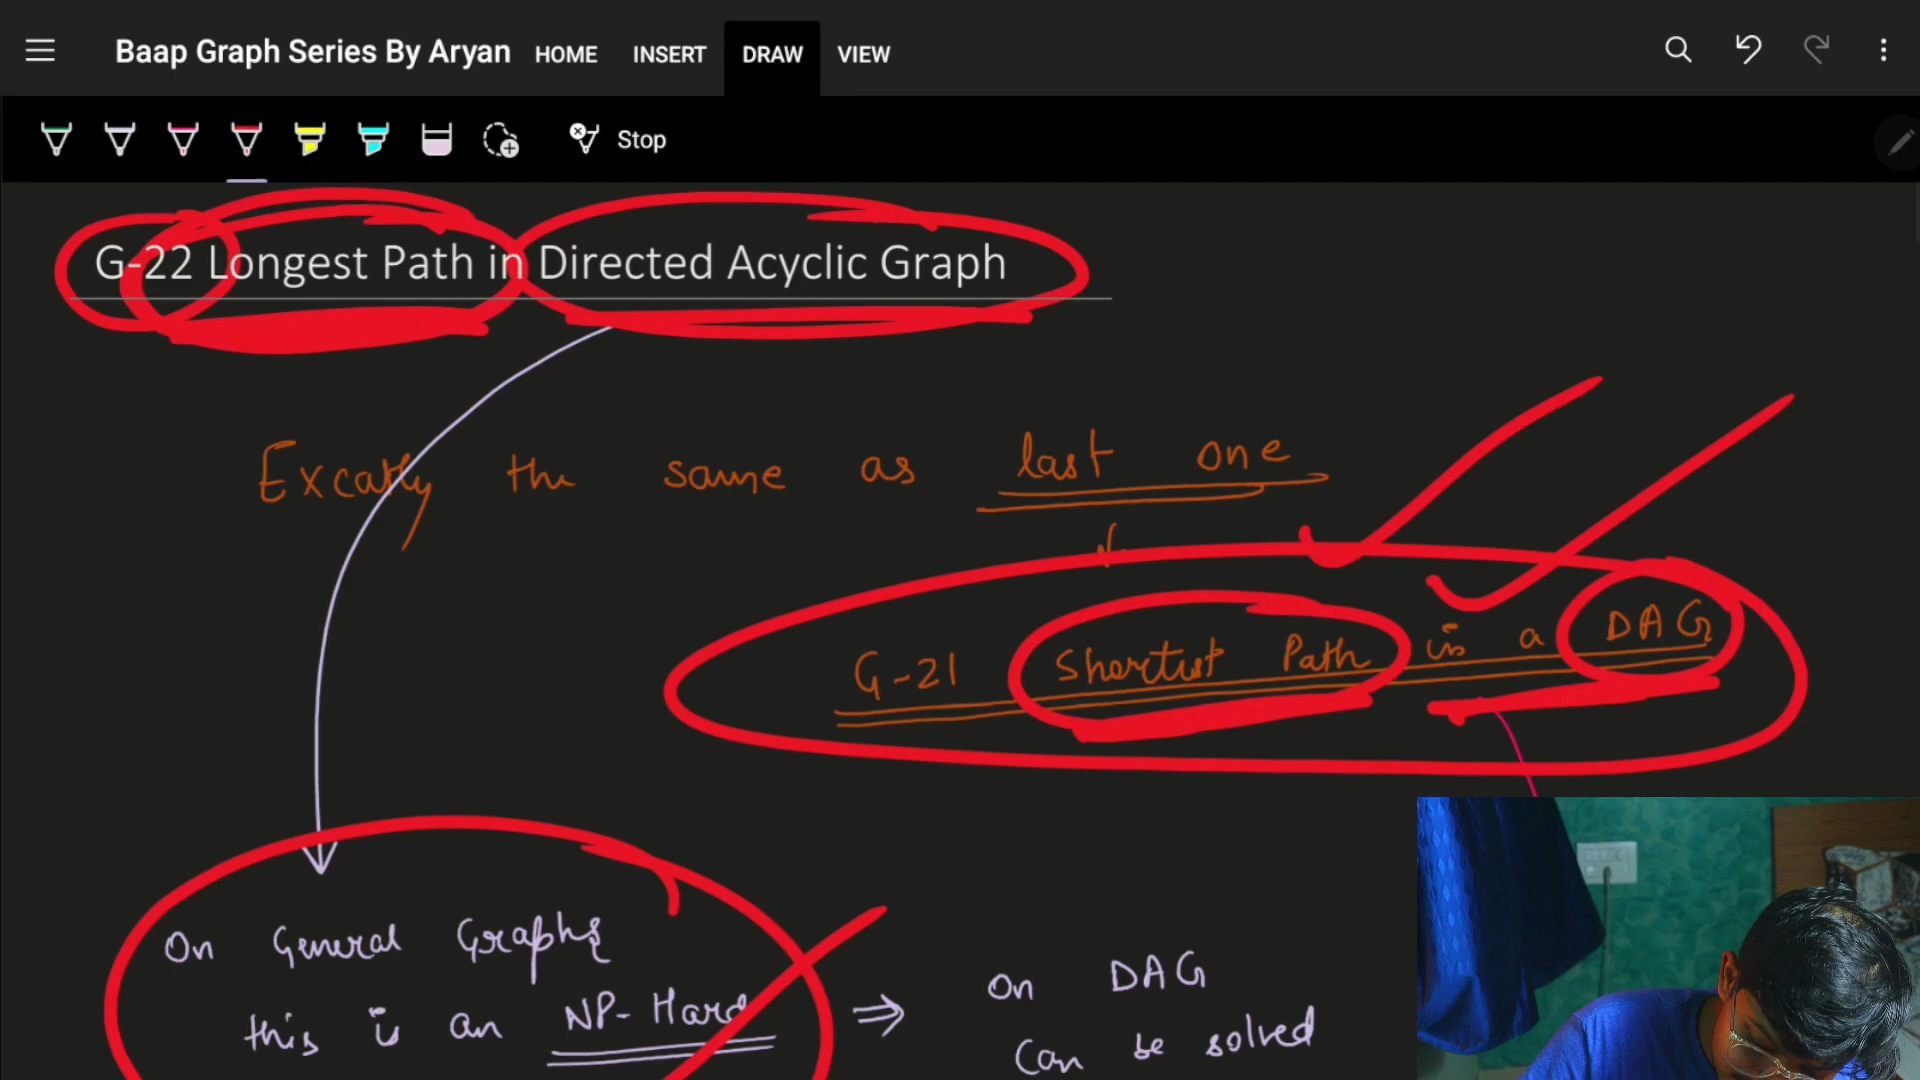 Baap Graph Series By Aryan HOME INSERT DRAW VIEW
Stop
G-22 Longest Path in Directed Acyclic Graph
Excatly the same as last one
G-21 Shortest Path in a DAG
On General Graphs
this is an NP-Hard ⇒ On DAG
Can be solved